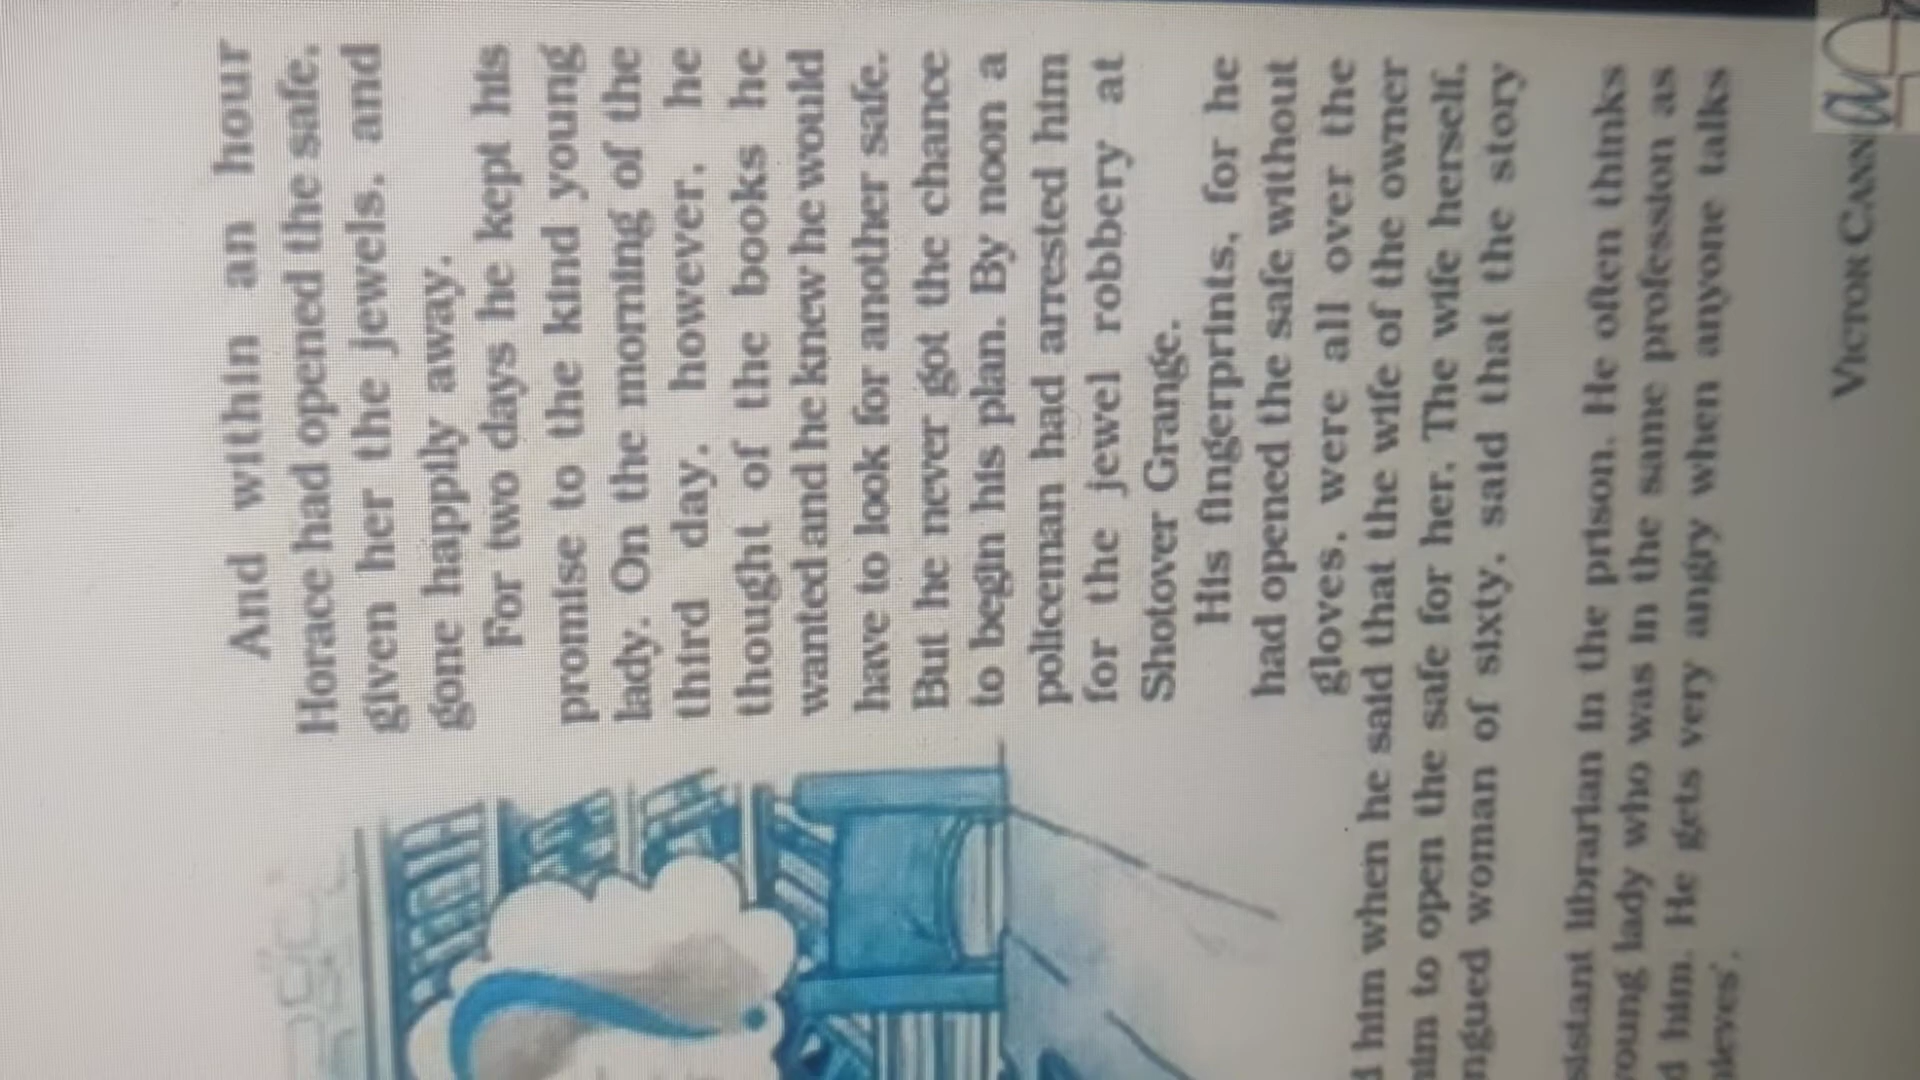 And within an hour
Horace had opened the safe,
given her the jewels, and
gone happily away.
For two days he kept his
promise to the kind young
lady. On the morning of the
third day, however, he
thought of the books he
wanted and he knew he would
have to look for another safe.
But he never got the chance
to begin his plan. By noon a
policeman had arrested him
for the jewel robbery at
Shotover Grange.
His fingerprints, for he
had opened the safe without
gloves, were all over the
him when he said that the wife of the owner
him to open the safe for her. The wife herself,
ngued woman of sixty, said that the story
sistant librarian in the prison. He often thinks
young lady who was in the same profession as
d him. He gets very angry when anyone talks
hieves'.
VICTOR CANN